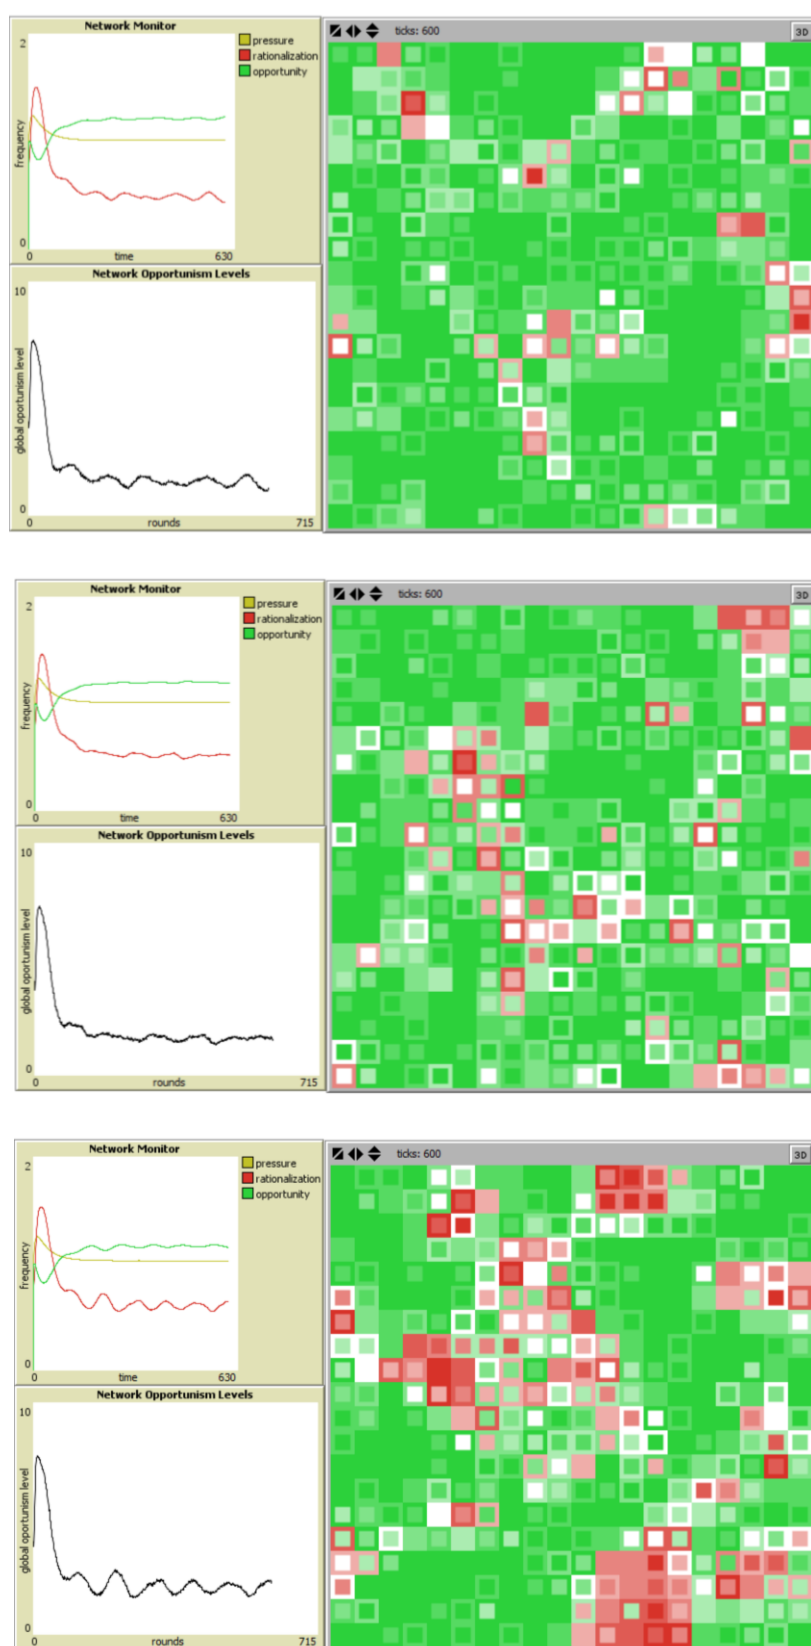 Network Monitor
2
frequency
0
0
time
630
pressure
rationalization
opportunity
Network Opportunism Levels
10
global oportunism level
0
0
rounds
715
ticks: 600
3D
Network Monitor
2
frequency
0
0
time
630
pressure
rationalization
opportunity
Network Opportunism Levels
10
global oportunism level
0
0
rounds
715
ticks: 600
3D
Network Monitor
2
frequency
0
0
time
630
pressure
rationalization
opportunity
Network Opportunism Levels
10
global oportunism level
0
0
rounds
715
ticks: 600
3D